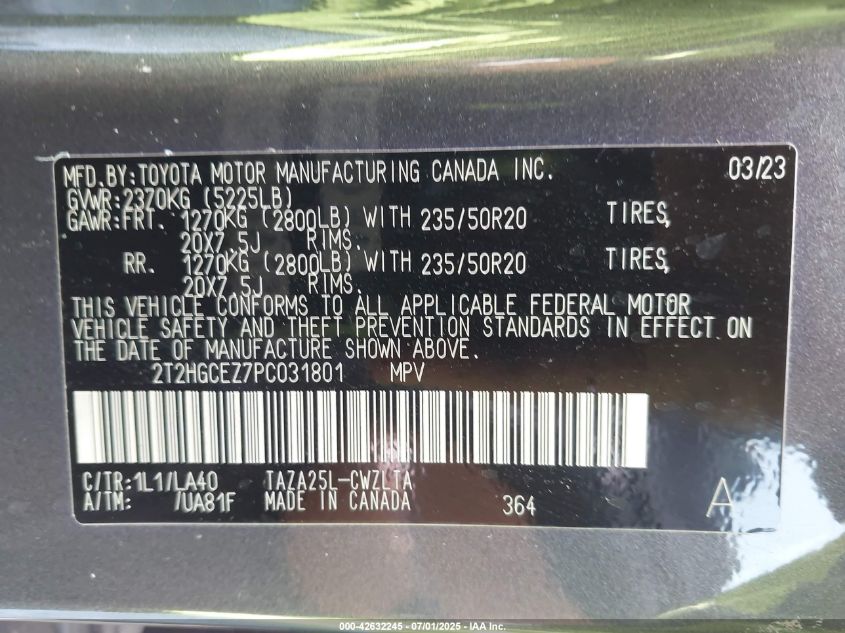 MFD.BY:TOYOTA MOTOR MANUFACTURING CANADA INC. 03/23
GVWR:2370KG (5225LB)
GAWR:FRT. 1270KG (2800LB) WITH 235/50R20 TIRES,
20X7.5J RIMS.
RR. 1270KG (2800LB) WITH 235/50R20 TIRES,
20X7.5J RIMS.
THIS VEHICLE CONFORMS TO ALL APPLICABLE FEDERAL MOTOR
VEHICLE SAFETY AND THEFT PREVENTION STANDARDS IN EFFECT ON
THE DATE OF MANUFACTURE SHOWN ABOVE.
2T2HGCEZ7PC031801 MPV
C/TR:1L1/LA40 TAZA25L-CWZLTA
A/TM: /UA81F MADE IN CANADA 364 A
000-42632245 - 07/01/2025 - IAA Inc.